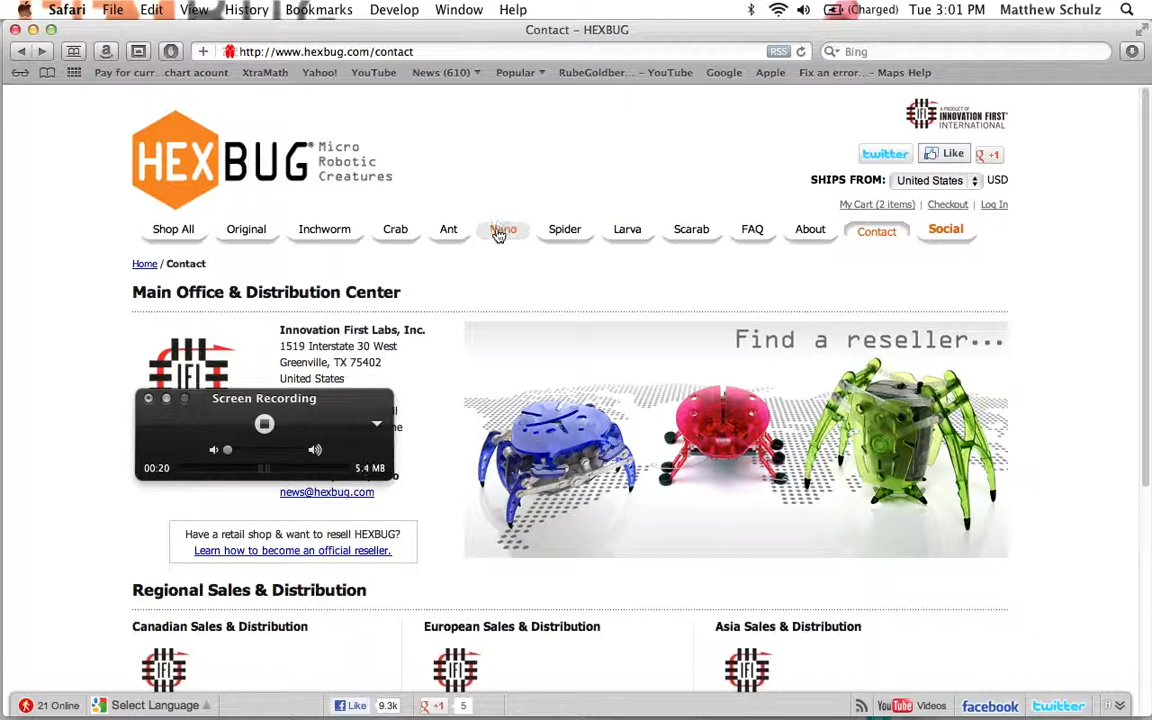 Safari File Edit View History Bookmarks Develop Window Help (Charged) Tue 3:01 PM Matthew Schulz
Contact – HEXBUG
http://www.hexbug.com/contact RSS Bing
Pay for curr...chart acount XtraMath Yahoo! YouTube News (610) Popular RubeGoldber... – YouTube Google Apple Fix an error... – Maps Help
A PRODUCT OF
IFI INNOVATION FIRST
INTERNATIONAL
HEXBUG® Micro
Robotic
Creatures
twitter Like +1
SHIPS FROM: United States USD
My Cart (2 items) | Checkout | Log In
Shop All Original Inchworm Crab Ant Nano Spider Larva Scarab FAQ About Contact Social
Home / Contact
Main Office & Distribution Center
Innovation First Labs, Inc.
1519 Interstate 30 West
Greenville, TX 75402
United States
IFI
Find a reseller...
Screen Recording
00:20 5.4 MB
news@hexbug.com
Have a retail shop & want to resell HEXBUG?
Learn how to become an official reseller.
Regional Sales & Distribution
Canadian Sales & Distribution European Sales & Distribution Asia Sales & Distribution
IFI IFI IFI
21 Online Select Language Like 9.3k +1 5 YouTube Videos facebook twitter